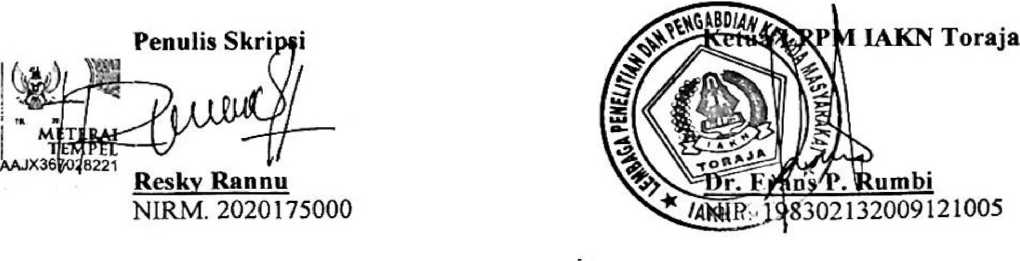 Penulis Skripsi
METERAI
TEMPEL
AAJX367028221
Resky Rannu
NIRM. 2020175000
Ketua LPPM IAKN Toraja
LEMBAGA PENELITIAN DAN PENGABDIAN KEPADA MASYARAKAT
IAKN
TORAJA
Dr. Frans P. Rumbi
NIP. 198302132009121005